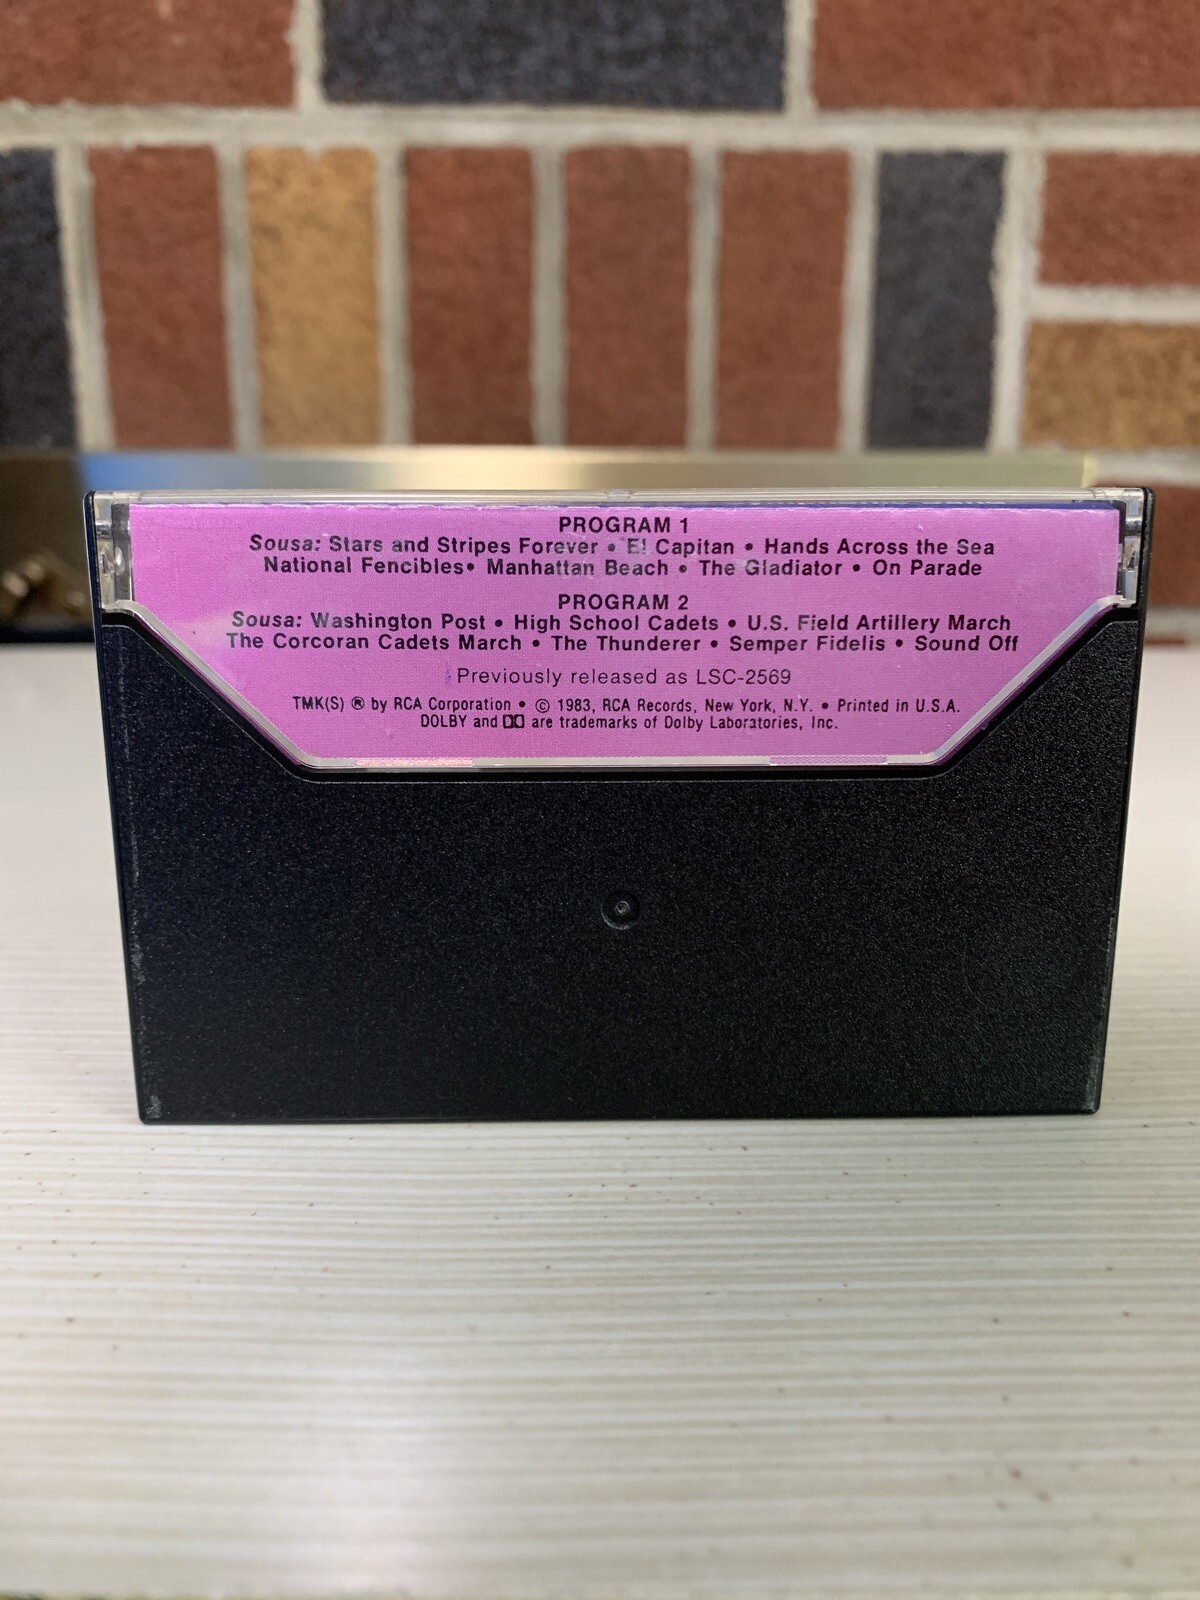 PROGRAM 1
Sousa: Stars and Stripes Forever • El Capitan • Hands Across the Sea
National Fencibles• Manhattan Beach • The Gladiator • On Parade
PROGRAM 2
Sousa: Washington Post • High School Cadets • U.S. Field Artillery March
The Corcoran Cadets March • The Thunderer • Semper Fidelis • Sound Off
Previously released as LSC-2569
TMK(S) ® by RCA Corporation • © 1983, RCA Records, New York, N.Y. • Printed in U.S.A.
DOLBY and are trademarks of Dolby Laboratories, Inc.